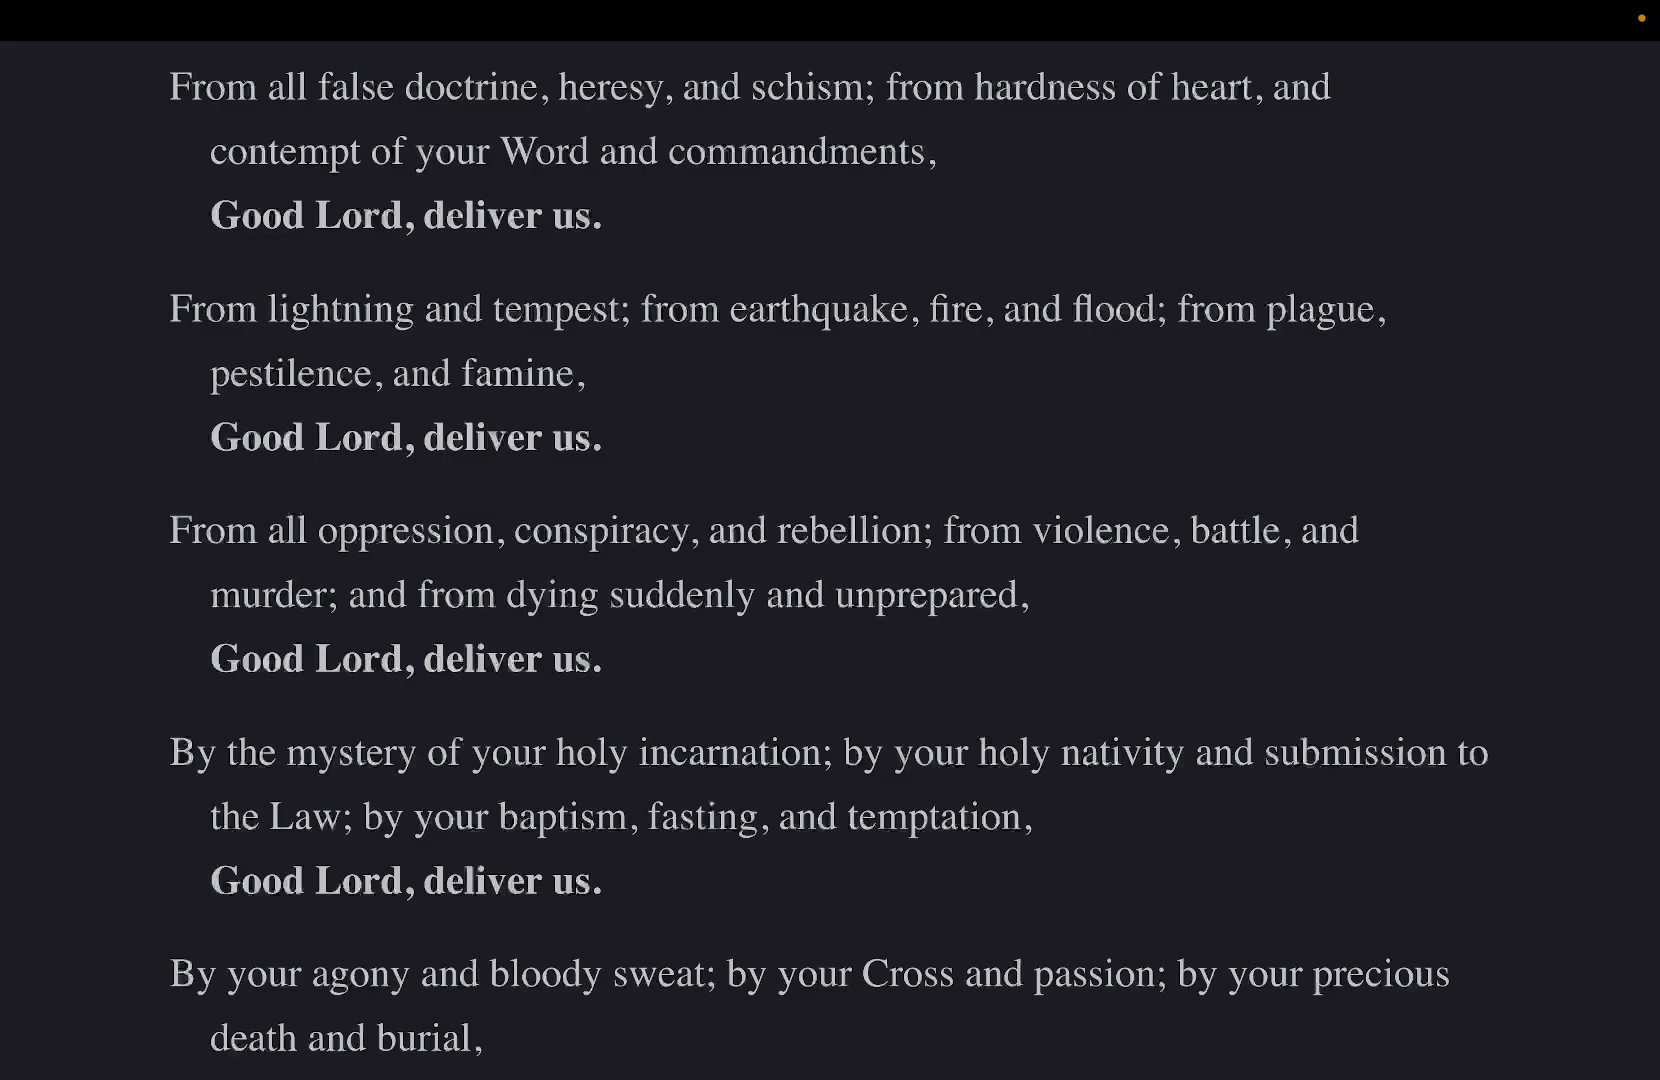 From all false doctrine, heresy, and schism; from hardness of heart, and
contempt of your Word and commandments,
Good Lord, deliver us.
From lightning and tempest; from earthquake, fire, and flood; from plague,
pestilence, and famine,
Good Lord, deliver us.
From all oppression, conspiracy, and rebellion; from violence, battle, and
murder; and from dying suddenly and unprepared,
Good Lord, deliver us.
By the mystery of your holy incarnation; by your holy nativity and submission to
the Law; by your baptism, fasting, and temptation,
Good Lord, deliver us.
By your agony and bloody sweat; by your Cross and passion; by your precious
death and burial,